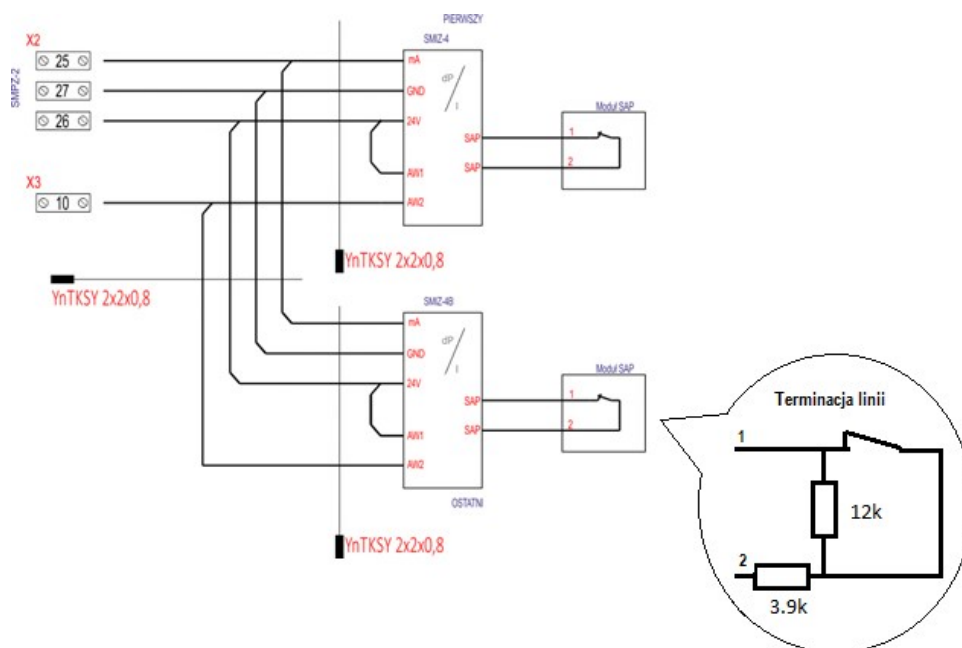 PIERWSZY
SMIZ-4
X2
25
27
26
SMPZ-2
X3
10
mA
GND
24V
AW1
AW2
dP
I
SAP
SAP
Moduł SAP
1
2
YnTKSY 2x2x0,8
YnTKSY 2x2x0,8
SMIZ-4B
mA
GND
24V
AW1
AW2
dP
I
SAP
SAP
Moduł SAP
1
2
OSTATNI
YnTKSY 2x2x0,8
Terminacja linii
1
12k
2
3.9k